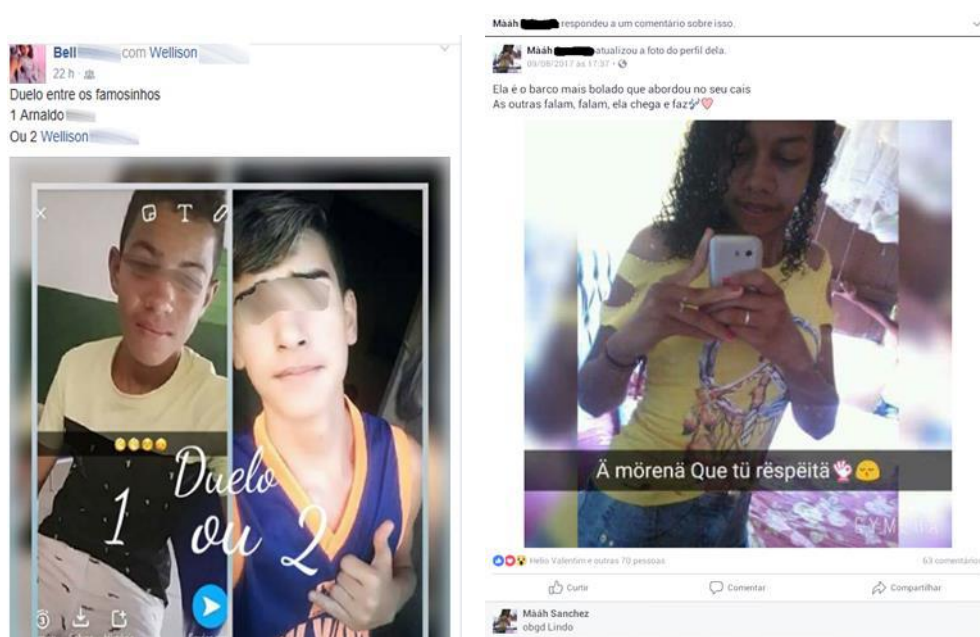 Bell com Wellison
22 h
Duelo entre os famosinhos
1 Arnaldo
Ou 2 Wellison
1 Duelo
ou 2
Mààh respondeu a um comentário sobre isso.
Mààh atualizou a foto do perfil dela.
09/08/2017 às 17:37
Ela é o barco mais bolado que abordou no seu cais
As outras falam, falam, ela chega e faz
Ä mörenä Que tü rëspëitä
Helio Valentim e outras 70 pessoas
63 comentários
Curtir
Comentar
Compartilhar
Mààh Sanchez
obgd Lindo